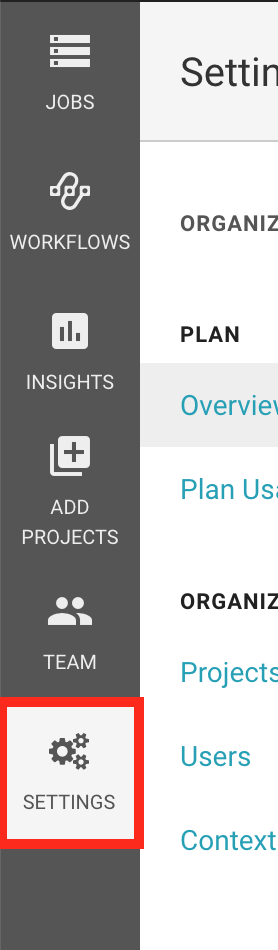 JOBS
WORKFLOWS
INSIGHTS
ADD
PROJECTS
TEAM
SETTINGS
Settin
ORGANIZ
PLAN
Overview
Plan Usa
ORGANIZ
Projects
Users
Context